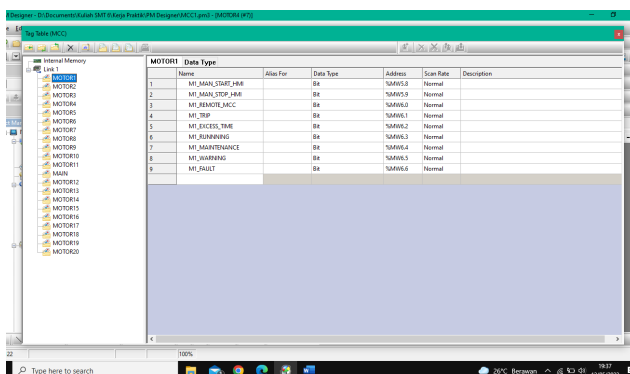 M Designer - D:\Documents\Kuliah SMT 6\Kerja Praktik\PM Designer\MCC1.pm3 - [MOTOR4 (#7)]
Tag Table (MCC)
Internal Memory
Link 1
MOTOR1
MOTOR2
MOTOR3
MOTOR4
MOTOR5
MOTOR6
MOTOR7
MOTOR8
MOTOR9
MOTOR10
MOTOR11
MAIN
MOTOR12
MOTOR13
MOTOR14
MOTOR15
MOTOR16
MOTOR17
MOTOR18
MOTOR19
MOTOR20
MOTOR1 Data Type
Name Alias For Data Type Address Scan Rate Description
1 M1_MAN_START_HMI Bit %MW5.8 Normal
2 M1_MAN_STOP_HMI Bit %MW5.9 Normal
3 M1_REMOTE_MCC Bit %MW6.0 Normal
4 M1_TRIP Bit %MW6.1 Normal
5 M1_EXCESS_TIME Bit %MW6.2 Normal
6 M1_RUNNNING Bit %MW6.3 Normal
7 M1_MAINTENANCE Bit %MW6.4 Normal
8 M1_WARNING Bit %MW6.5 Normal
9 M1_FAULT Bit %MW6.6 Normal
22 100%
Type here to search
26°C Berawan
19:37